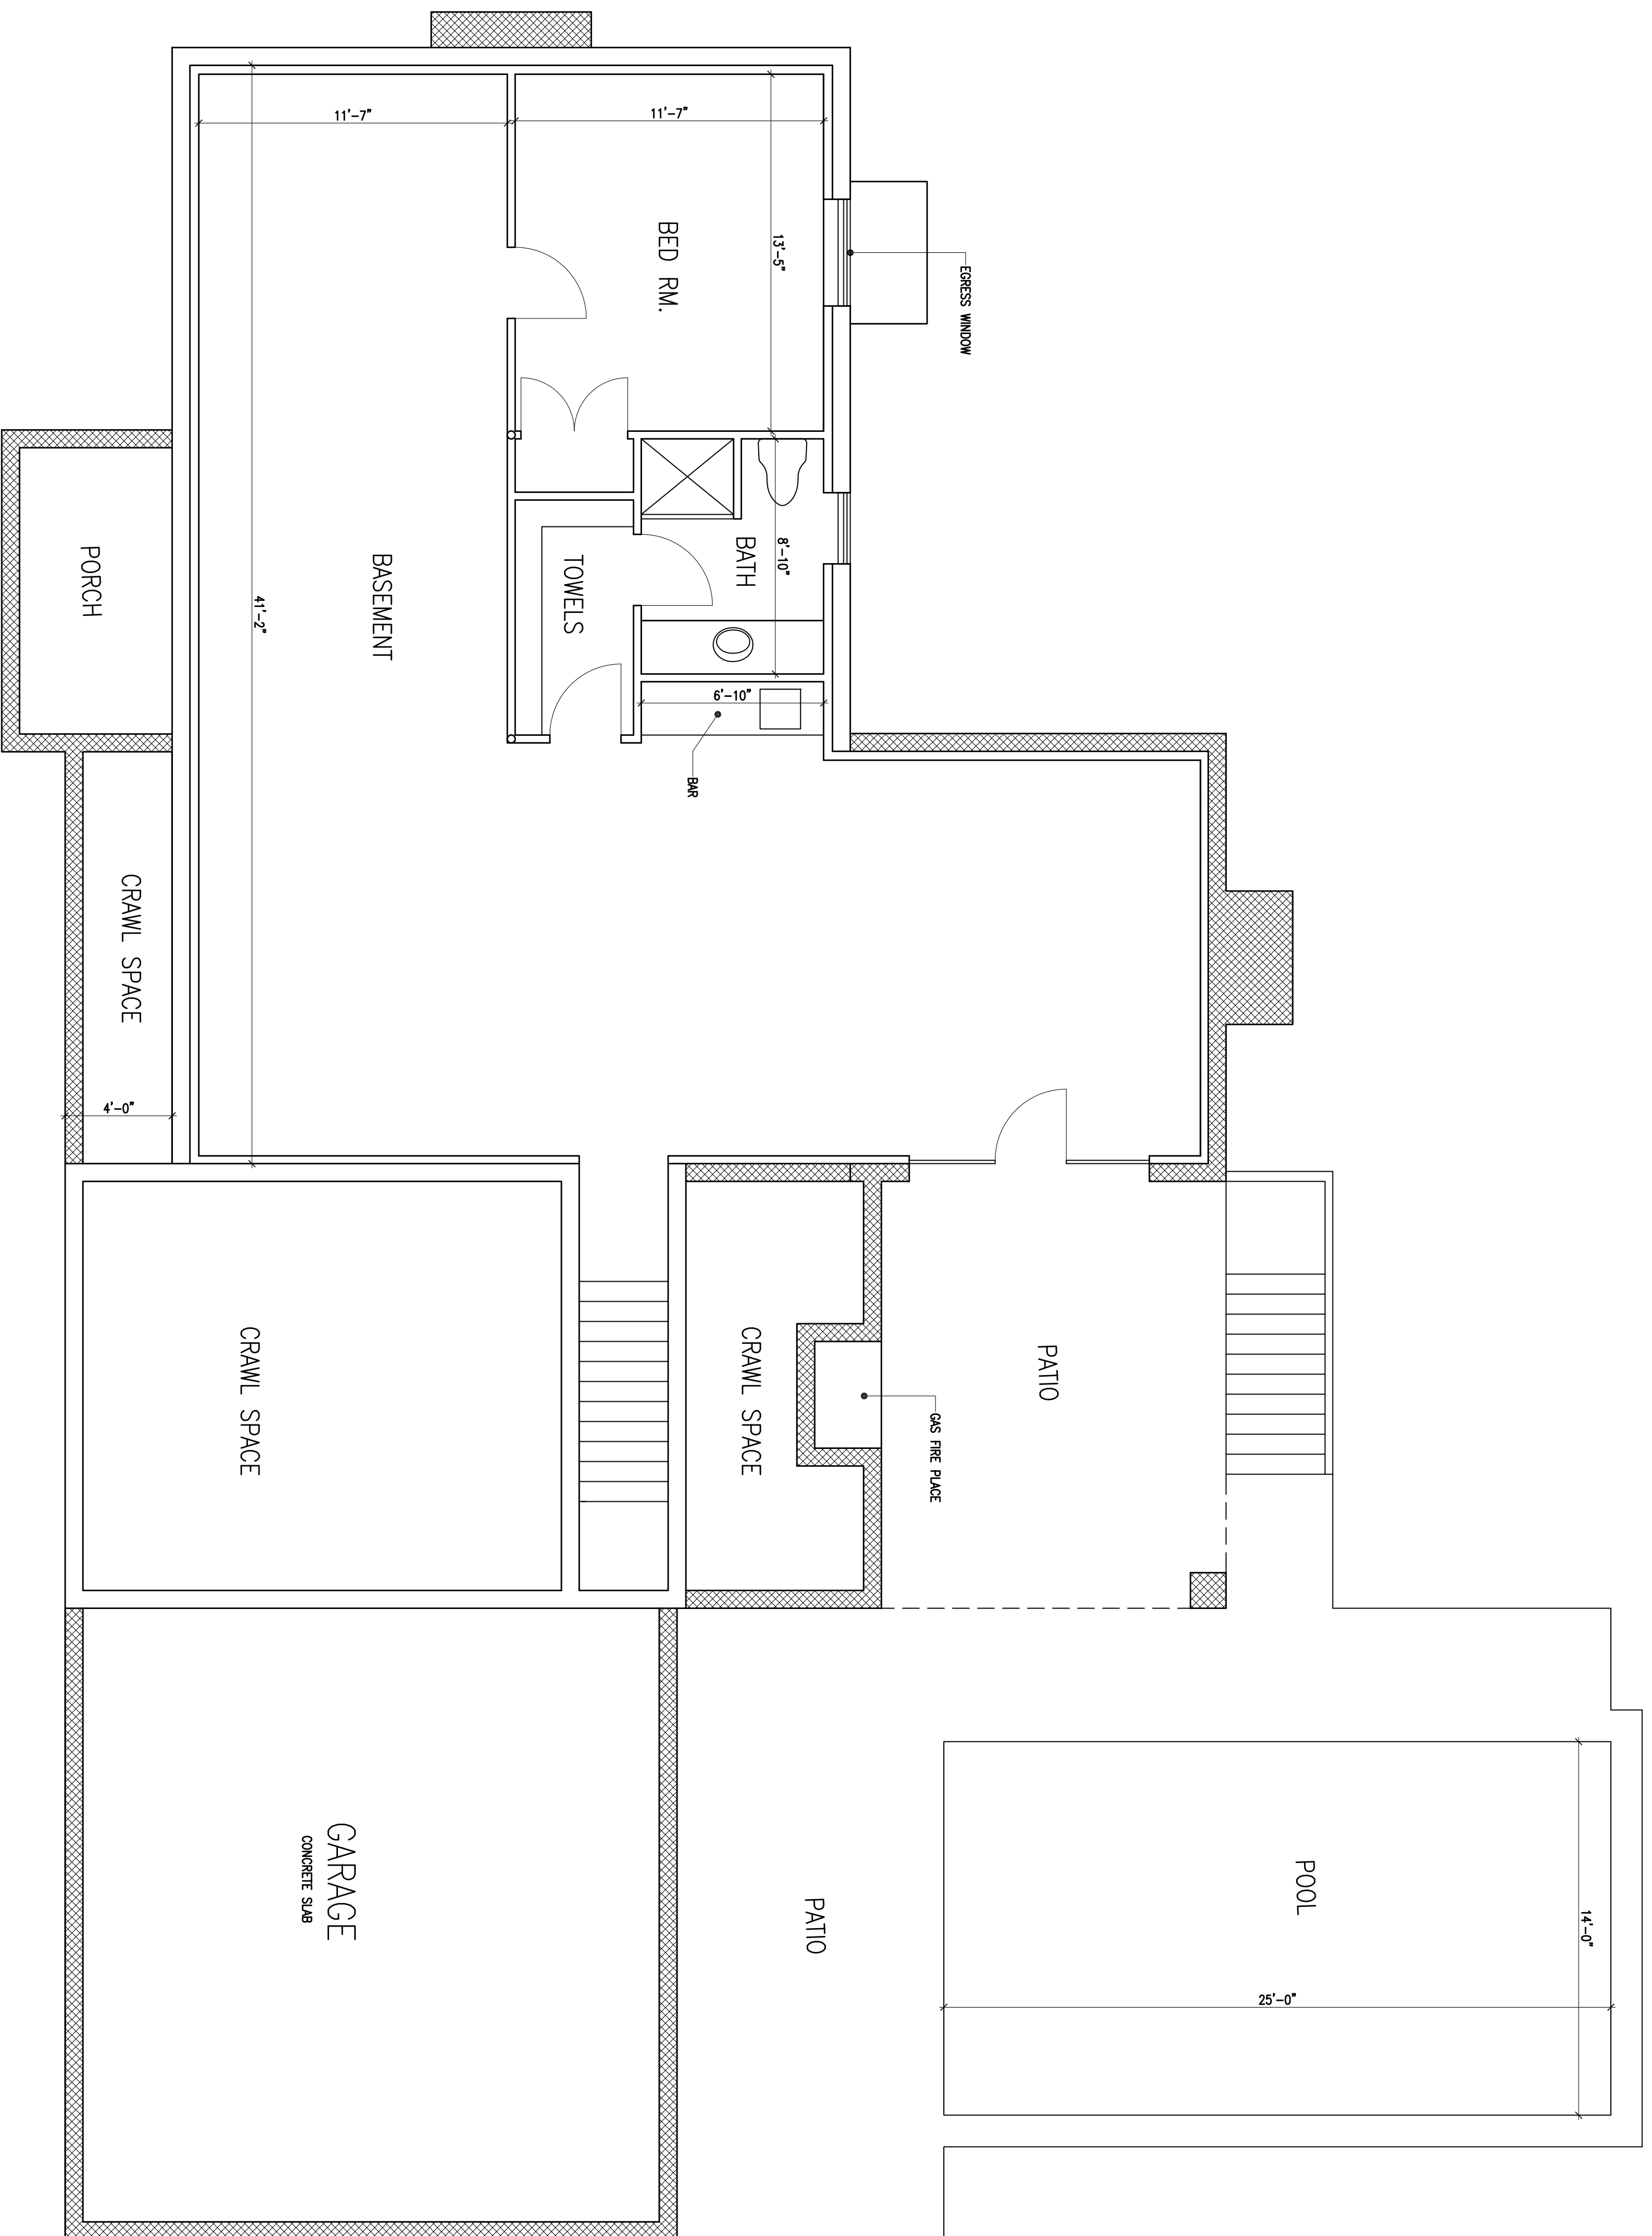 11'-7"
11'-7"
13'-5"
BED RM.
EGRESS WINDOW
8'-10"
BATH
TOWELS
6'-10"
BAR
BASEMENT
41'-2"
PORCH
CRAWL SPACE
4'-0"
PATIO
GAS FIRE PLACE
CRAWL SPACE
CRAWL SPACE
POOL
14'-0"
25'-0"
PATIO
GARAGE
CONCRETE SLAB